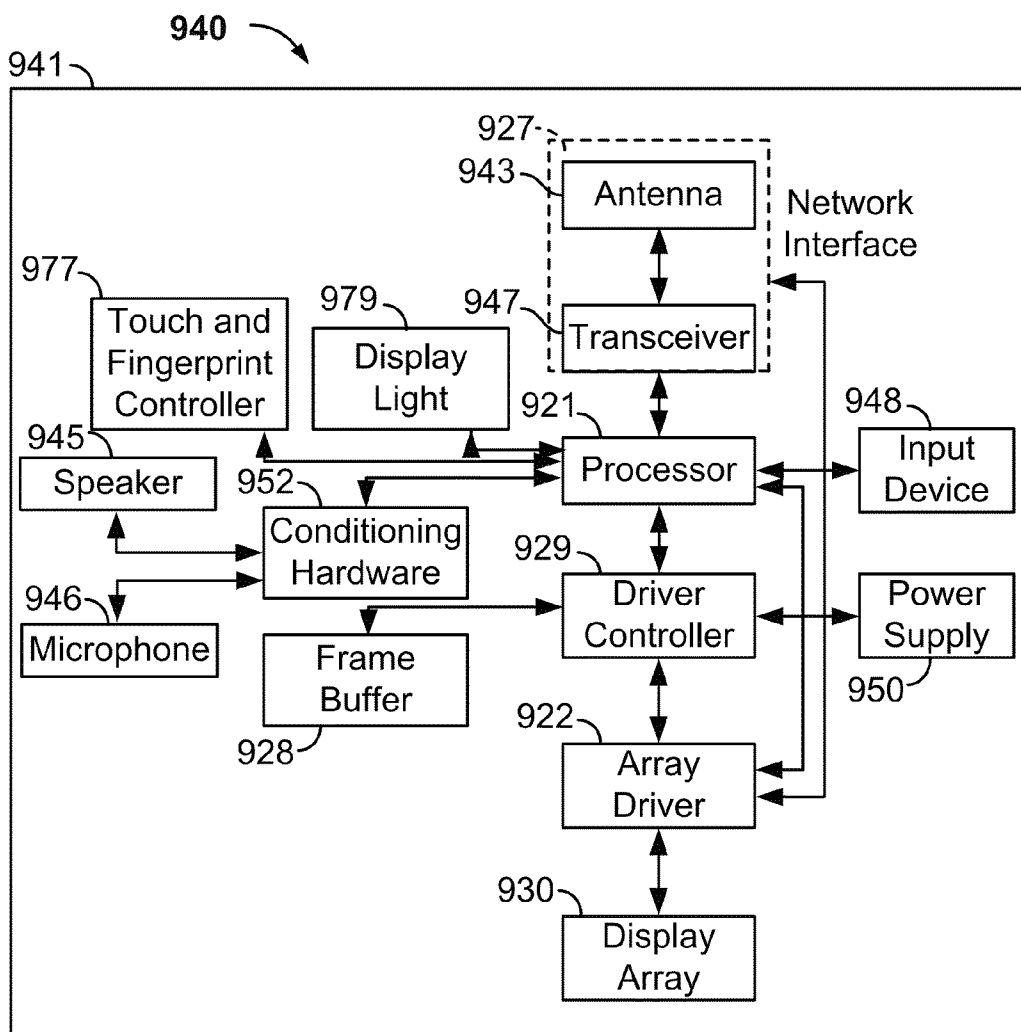 940
941
927
943
Antenna
Network
Interface
977
Touch and
Fingerprint
Controller
979
Display
Light
947
Transceiver
921
Processor
948
Input
Device
945
Speaker
952
Conditioning
Hardware
946
Microphone
929
Driver
Controller
Power
Supply
950
Frame
Buffer
928
922
Array
Driver
930
Display
Array